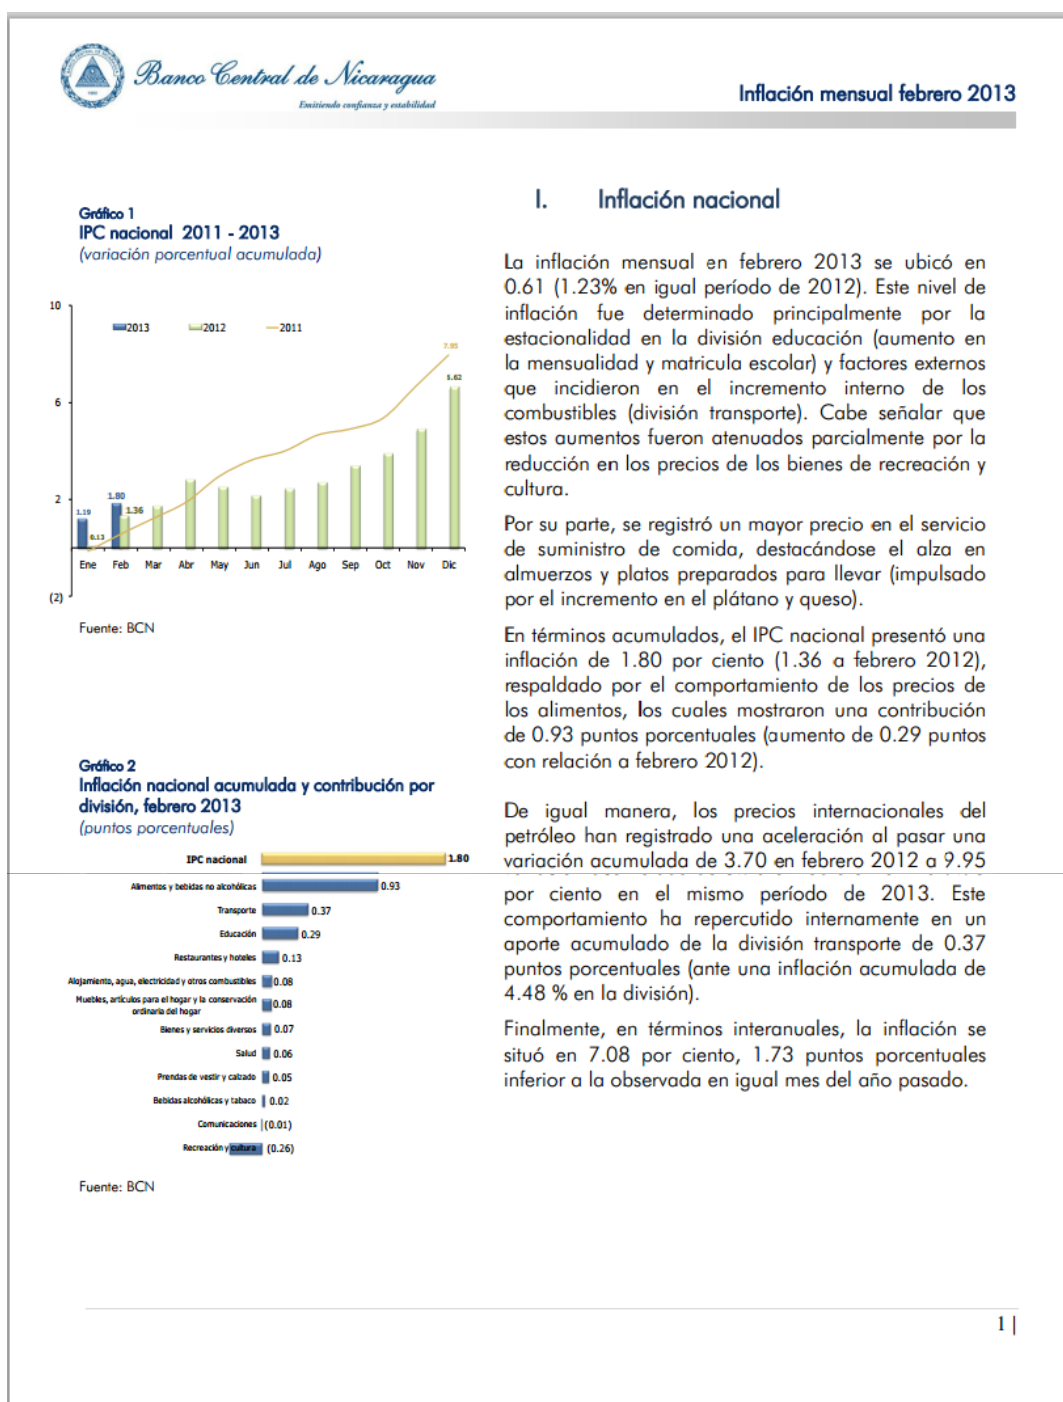 Banco Central de Nicaragua
Emitiendo confianza y estabilidad
Inflación mensual febrero 2013
Gráfico 1
IPC nacional 2011 - 2013
(variación porcentual acumulada)
10
2013 2012 2011
7.95
6.62
6
2
1.80
1.19
1.36
0.13
Ene Feb Mar Abr May Jun Jul Ago Sep Oct Nov Dic
(2)
Fuente: BCN
Gráfico 2
Inflación nacional acumulada y contribución por
división, febrero 2013
(puntos porcentuales)
IPC nacional 1.80
Alimentos y bebidas no alcohólicas 0.93
Transporte 0.37
Educación 0.29
Restaurantes y hoteles 0.13
Alojamiento, agua, electricidad y otros combustibles 0.08
Muebles, artículos para el hogar y la conservación
ordinaria del hogar 0.08
Bienes y servicios diversos 0.07
Salud 0.06
Prendas de vestir y calzado 0.05
Bebidas alcohólicas y tabaco 0.02
Comunicaciones (0.01)
Recreación y cultura (0.26)
Fuente: BCN
I. Inflación nacional
La inflación mensual en febrero 2013 se ubicó en
0.61 (1.23% en igual período de 2012). Este nivel de
inflación fue determinado principalmente por la
estacionalidad en la división educación (aumento en
la mensualidad y matricula escolar) y factores externos
que incidieron en el incremento interno de los
combustibles (división transporte). Cabe señalar que
estos aumentos fueron atenuados parcialmente por la
reducción en los precios de los bienes de recreación y
cultura.
Por su parte, se registró un mayor precio en el servicio
de suministro de comida, destacándose el alza en
almuerzos y platos preparados para llevar (impulsado
por el incremento en el plátano y queso).
En términos acumulados, el IPC nacional presentó una
inflación de 1.80 por ciento (1.36 a febrero 2012),
respaldado por el comportamiento de los precios de
los alimentos, los cuales mostraron una contribución
de 0.93 puntos porcentuales (aumento de 0.29 puntos
con relación a febrero 2012).
De igual manera, los precios internacionales del
petróleo han registrado una aceleración al pasar una
variación acumulada de 3.70 en febrero 2012 a 9.95
por ciento en el mismo período de 2013. Este
comportamiento ha repercutido internamente en un
aporte acumulado de la división transporte de 0.37
puntos porcentuales (ante una inflación acumulada de
4.48 % en la división).
Finalmente, en términos interanuales, la inflación se
situó en 7.08 por ciento, 1.73 puntos porcentuales
inferior a la observada en igual mes del año pasado.
1 |